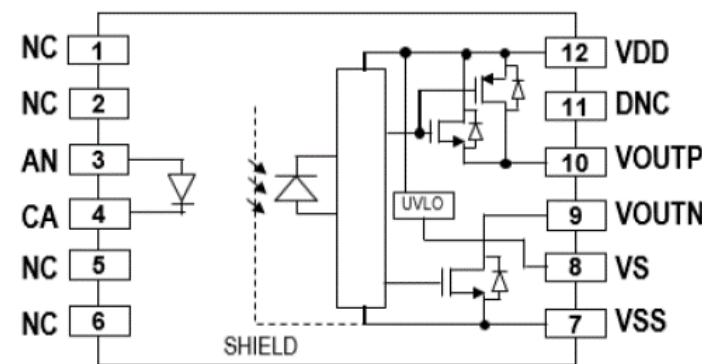 NC 1
NC 2
AN 3
CA 4
NC 5
NC 6
12 VDD
11 DNC
10 VOUTP
UVLO
9 VOUTN
8 VS
7 VSS
SHIELD